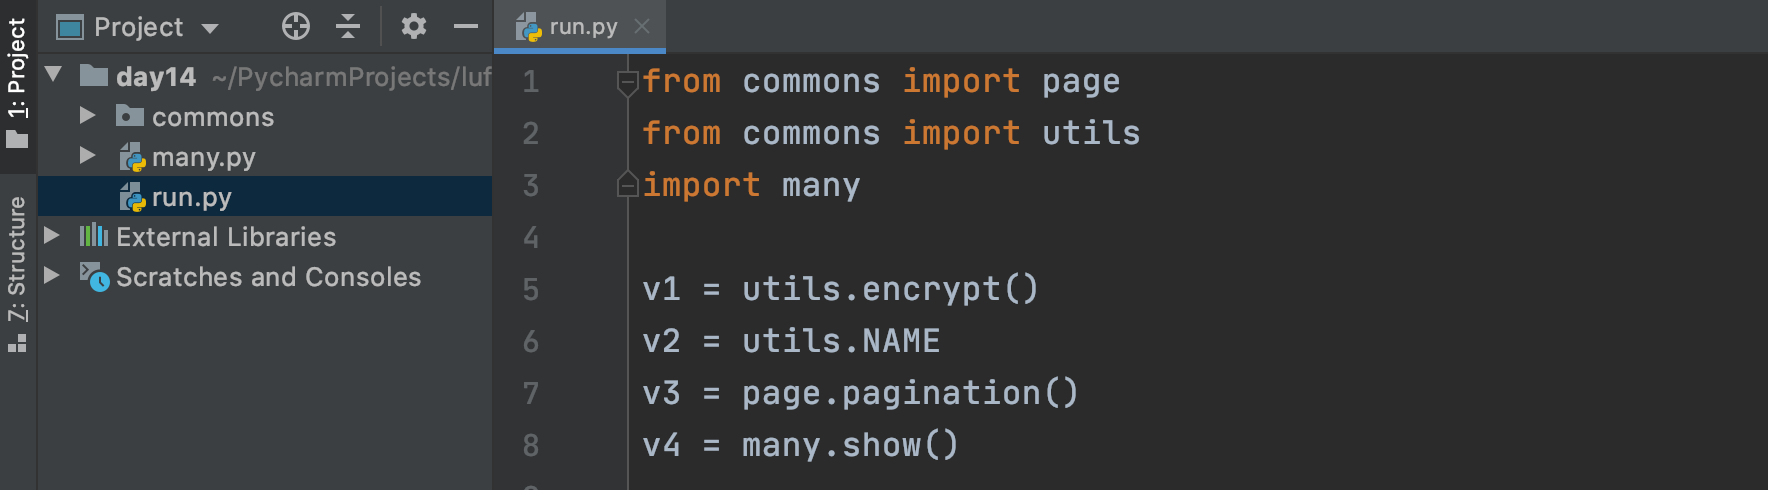 1: Project
7: Structure
Project
day14 ~/PycharmProjects/luf
commons
many.py
run.py
External Libraries
Scratches and Consoles
run.py
1 from commons import page
2 from commons import utils
3 import many
4
5 v1 = utils.encrypt()
6 v2 = utils.NAME
7 v3 = page.pagination()
8 v4 = many.show()